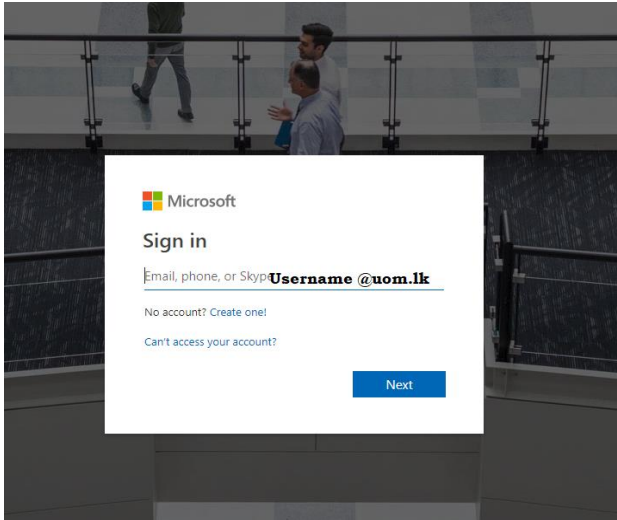 Microsoft
Sign in
Email, phone, or Skype Username @uom.lk
No account? Create one!
Can't access your account?
Next